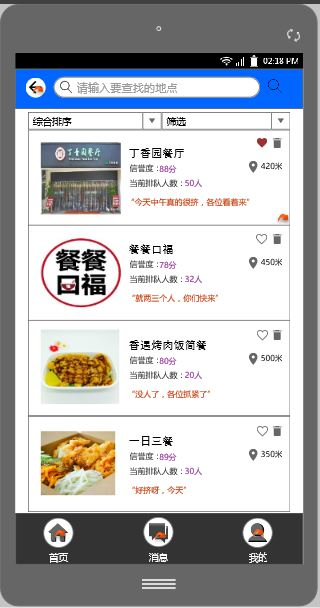 02:18 PM
请输入要查找的地点
综合排序
筛选
丁香园餐厅
丁香园餐厅
信誉度：88分
420米
当前排队人数：50人
“今天中午真的很挤，各位看着来”
餐餐口福
餐餐口福
信誉度：78分
450米
当前排队人数：32人
“就两三个人，你们快来”
香遇烤肉饭简餐
信誉度：80分
500米
当前排队人数：20人
“没人了，各位抓紧了”
一日三餐
信誉度：89分
350米
当前排队人数：30人
“好挤呀，今天”
首页
消息
我的